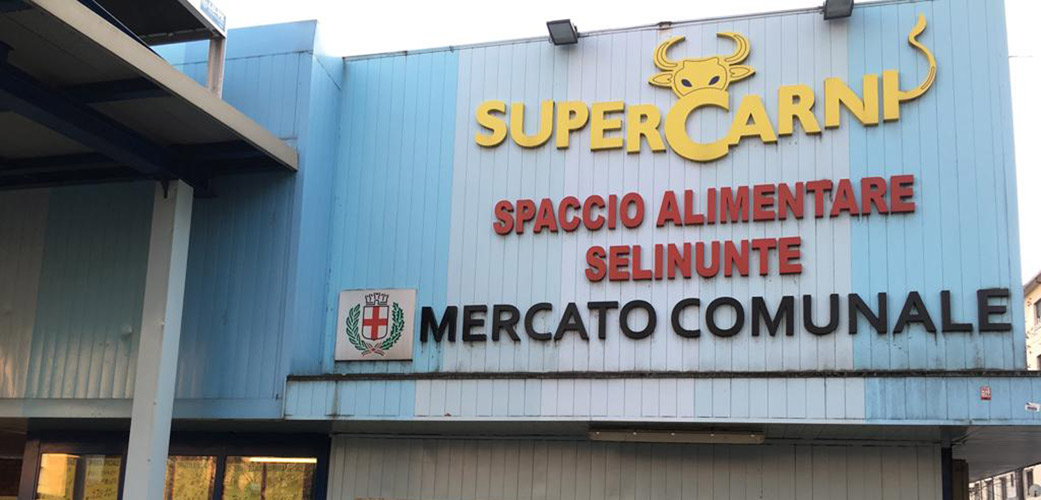 SUPERCARNI
SPACCIO ALIMENTARE
SELINUNTE
MERCATO COMUNALE